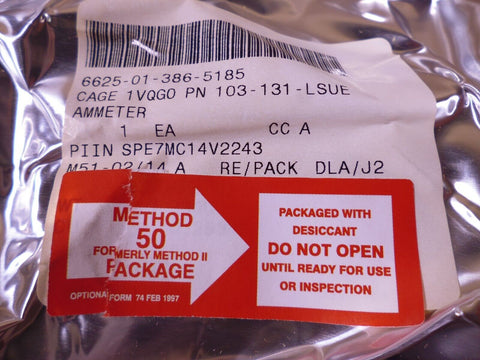 6625-01-386-5185
CAGE 1VQG0 PN 103-131-LSUE
AMMETER
1 EA CC A
PIIN SPE7MC14V2243
M51-02/14 A RE/PACK DLA/J2
METHOD
50
FORMERLY METHOD II
PACKAGE
OPTIONAL FORM 74 FEB 1997
PACKAGED WITH
DESICCANT
DO NOT OPEN
UNTIL READY FOR USE
OR INSPECTION